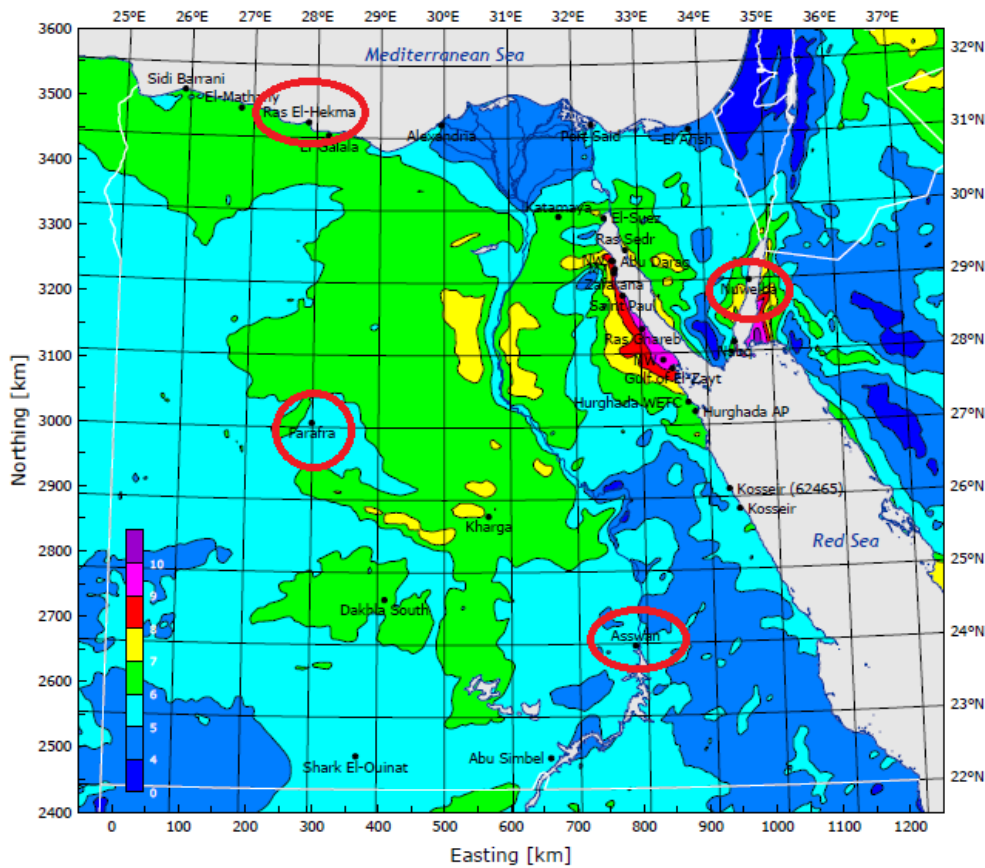 25°E 26°E 27°E 28°E 29°E 30°E 31°E 32°E 33°E 34°E 35°E 37°E
3600
3500
3400
3300
3200
3100
3000
2900
2800
2700
2600
2500
2400
Northing [km]
32°N
31°N
30°N
29°N
28°N
27°N
26°N
25°N
24°N
23°N
22°N
Mediterranean Sea
Sidi Barrani
El-Mathany
Ras El-Hekma
El-Galala
Alexandria
Port Said
El Arish
Katamaya
El-Suez
Ras Sedr
NW
Abu Darag
Zafarana
Saint Paul
Nuweiba
Ras Ghareb
Nabq
NW
Gulf of El-Zayt
Hurghada WETC
Hurghada AP
Farafra
Kosseir (62465)
Kosseir
Kharga
Red Sea
Dakhla South
Asswan
Shark El-Ouinat
Abu Simbel
10
9
8
7
6
5
4
0
0 100 200 300 400 500 600 700 800 900 1000 1100 1200
Easting [km]